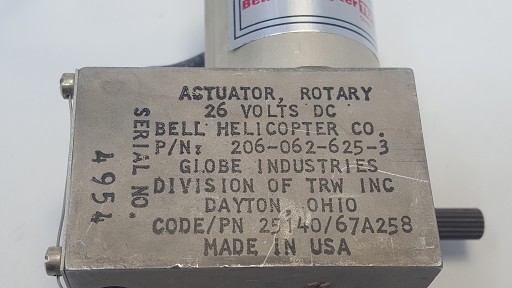 ACTUATOR, ROTARY
26 VOLTS DC
BELL HELICOPTER CO.
P/N: 206-062-625-3
GLOBE INDUSTRIES
DIVISION OF TRW INC
DAYTON, OHIO
CODE/PN 25140/67A258
MADE IN USA
SERIAL NO.
4954